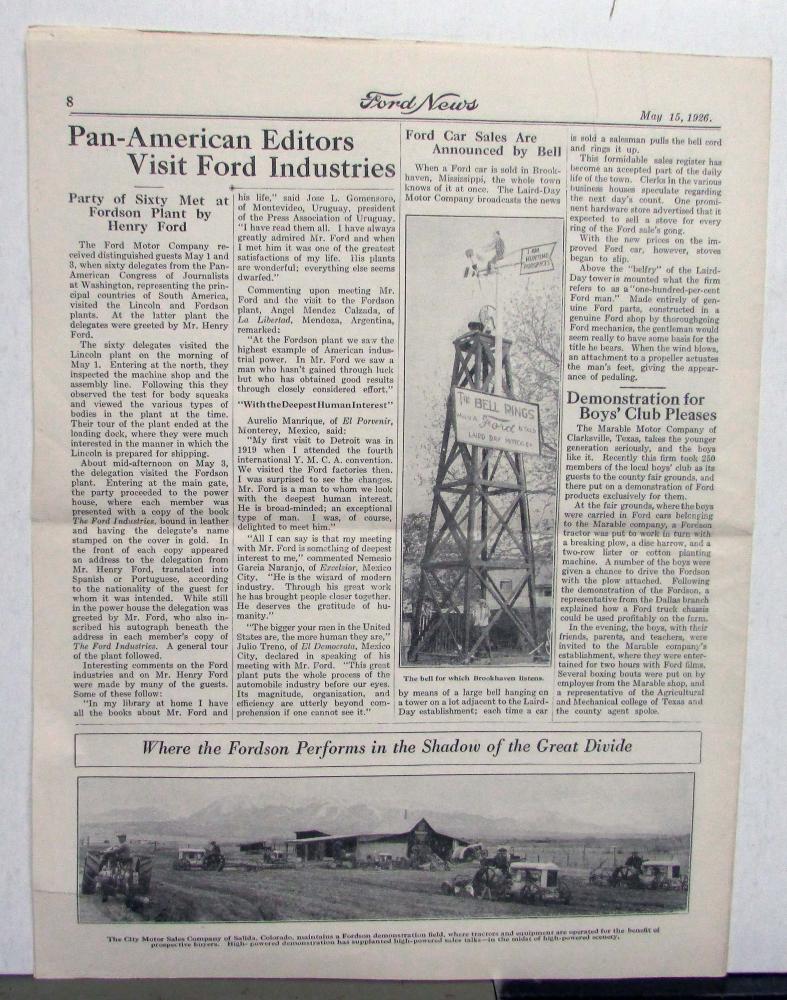 8
Ford News
May 15, 1926.
Pan-American Editors
Visit Ford Industries
Party of Sixty Met at
Fordson Plant by
Henry Ford
The Ford Motor Company re-
ceived distinguished guests May 1 and
3, when sixty delegates from the Pan-
American Congress of Journalists
at Washington, representing the prin-
cipal countries of South America,
visited the Lincoln and Fordson
plants. At the latter plant the
delegates were greeted by Mr. Henry
Ford.
The sixty delegates visited the
Lincoln plant on the morning of
May 1. Entering at the north, they
inspected the machine shop and the
assembly line. Following this they
observed the test for body squeaks
and viewed the various types of
bodies in the plant at the time.
Their tour of the plant ended at the
loading dock, where they were much
interested in the manner in which the
Lincoln is prepared for shipping.
About mid-afternoon on May 3,
the delegation visited the Fordson
plant. Entering at the main gate,
the party proceeded to the power
house, where each member was
presented with a copy of the book
The Ford Industries, bound in leather
and having the delegate's name
stamped on the cover in gold. In
the front of each copy appeared
an address to the delegation from
Mr. Henry Ford, translated into
Spanish or Portuguese, according
to the nationality of the guest for
whom it was intended. While still
in the power house the delegation was
greeted by Mr. Ford, who also in-
scribed his autograph beneath the
address in each member's copy of
The Ford Industries. A general tour
of the plant followed.
Interesting comments on the Ford
industries and on Mr. Henry Ford
were made by many of the guests.
Some of these follow:
"In my library at home I have
all the books about Mr. Ford and
his life," said Jose L. Gomensoro,
of Montevideo, Uruguay, president
of the Press Association of Uruguay.
"I have read them all. I have always
greatly admired Mr. Ford and when
I met him it was one of the greatest
satisfactions of my life. His plants
are wonderful; everything else seems
dwarfed."
Commenting upon meeting Mr.
Ford and the visit to the Fordson
plant, Angel Mendez Calzada, of
La Libertad, Mendoza, Argentina,
remarked:
"At the Fordson plant we saw the
highest example of American indus-
trial power. In Mr. Ford we saw a
man who hasn't gained through luck
but who has obtained good results
through closely considered effort."
"With the Deepest Human Interest"
Aurelio Manrique, of El Porvenir,
Monterey, Mexico, said:
"My first visit to Detroit was in
1919 when I attended the fourth
international Y. M. C. A. convention.
We visited the Ford factories then.
I was surprised to see the changes.
Mr. Ford is a man to whom we look
with the deepest human interest.
He is broad-minded; an exceptional
type of man. I was, of course,
delighted to meet him."
"All I can say is that my meeting
with Mr. Ford is something of deepest
interest to me," commented Nemesio
Garcia Naranjo, of Excelsior, Mexico
City. "He is the wizard of modern
industry. Through his great work
he has brought people closer together.
He deserves the gratitude of hu-
manity."
"The bigger your men in the United
States are, the more human they are,"
Julio Treno, of El Democrata, Mexico
City, declared in speaking of his
meeting with Mr. Ford. "This great
plant puts the whole process of the
automobile industry before our eyes.
Its magnitude, organization, and
efficiency are utterly beyond com-
prehension if one cannot see it."
Ford Car Sales Are
Announced by Bell
When a Ford car is sold in Brook-
haven, Mississippi, the whole town
knows of it at once. The Laird-Day
Motor Company broadcasts the news
I AM
HUNTING
PROSPECTS
THE BELL RINGS
WHEN A Ford IS SOLD
LAIRD DAY MOTOR CO
The bell for which Brookhaven listens.
by means of a large bell hanging on
a tower on a lot adjacent to the Laird-
Day establishment; each time a car
is sold a salesman pulls the bell cord
and rings it up.
This formidable sales register has
become an accepted part of the daily
life of the town. Clerks in the various
business houses speculate regarding
the next day's count. One promi-
nent hardware store advertised that it
expected to sell a stove for every
ring of the Ford sale's gong.
With the new prices on the im-
proved Ford car, however, stoves
began to slip.
Above the "belfry" of the Laird-
Day tower is mounted what the firm
refers to as a "one-hundred-per-cent
Ford man." Made entirely of gen-
uine Ford parts, constructed in a
genuine Ford shop by thoroughgoing
Ford mechanics, the gentleman would
seem really to have some basis for the
title he bears. When the wind blows,
an attachment to a propeller actuates
the man's feet, giving the appear-
ance of pedaling.
Demonstration for
Boys' Club Pleases
The Marable Motor Company of
Clarksville, Texas, takes the younger
generation seriously, and the boys
like it. Recently this firm took 250
members of the local boys' club as its
guests to the county fair grounds, and
there put on a demonstration of Ford
products exclusively for them.
At the fair grounds, where the boys
were carried in Ford cars belonging
to the Marable company, a Fordson
tractor was put to work in turn with
a breaking plow, a disc harrow, and a
two-row lister or cotton planting
machine. A number of the boys were
given a chance to drive the Fordson
with the plow attached. Following
the demonstration of the Fordson, a
representative from the Dallas branch
explained how a Ford truck chassis
could be used profitably on the farm.
In the evening, the boys, with their
friends, parents, and teachers, were
invited to the Marable company's
establishment, where they were enter-
tained for two hours with Ford films.
Several boxing bouts were put on by
employes from the Marable shop, and
a representative of the Agricultural
and Mechanical college of Texas and
the county agent spoke.
Where the Fordson Performs in the Shadow of the Great Divide
The City Motor Sales Company of Salida, Colorado, maintains a Fordson demonstration field, where tractors and equipment are operated for the benefit of
prospective buyers. High-powered demonstration has supplanted high-powered sales talks—in the midst of high-powered scenery.